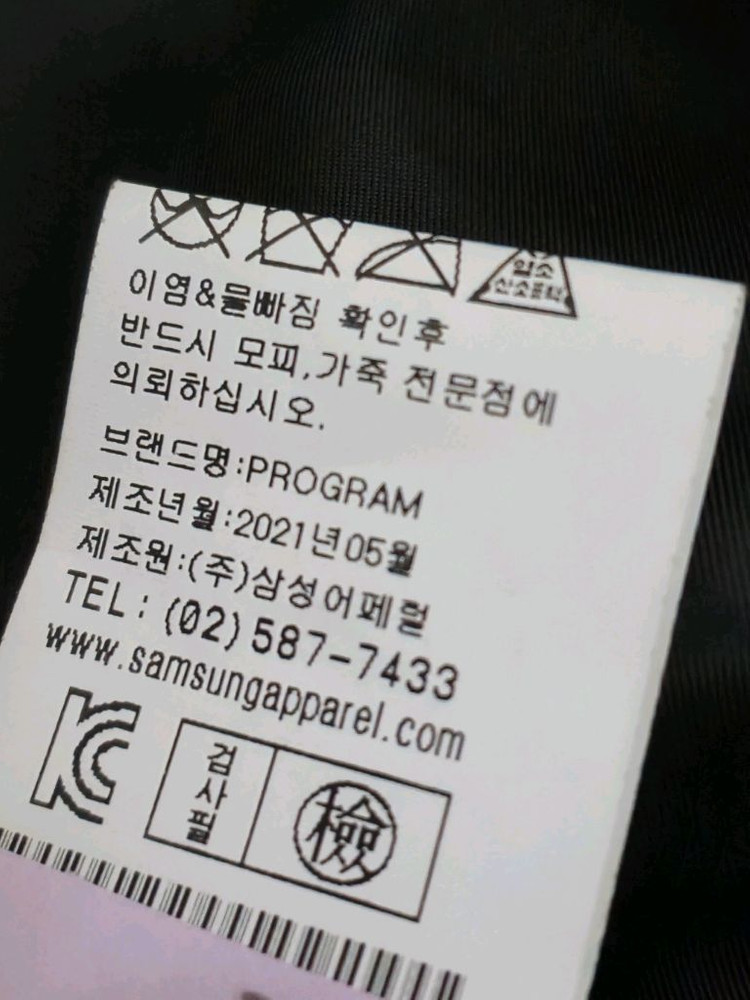 염소
산소표백
이염&물빠짐 확인후
반드시 모피,가죽 전문점에
의뢰하십시오.
브랜드명:PROGRAM
제조년월:2021년05월
제조원:(주)삼성어페럴
TEL: (02) 587-7433
www.samsungapparel.com
KC
검사필
檢